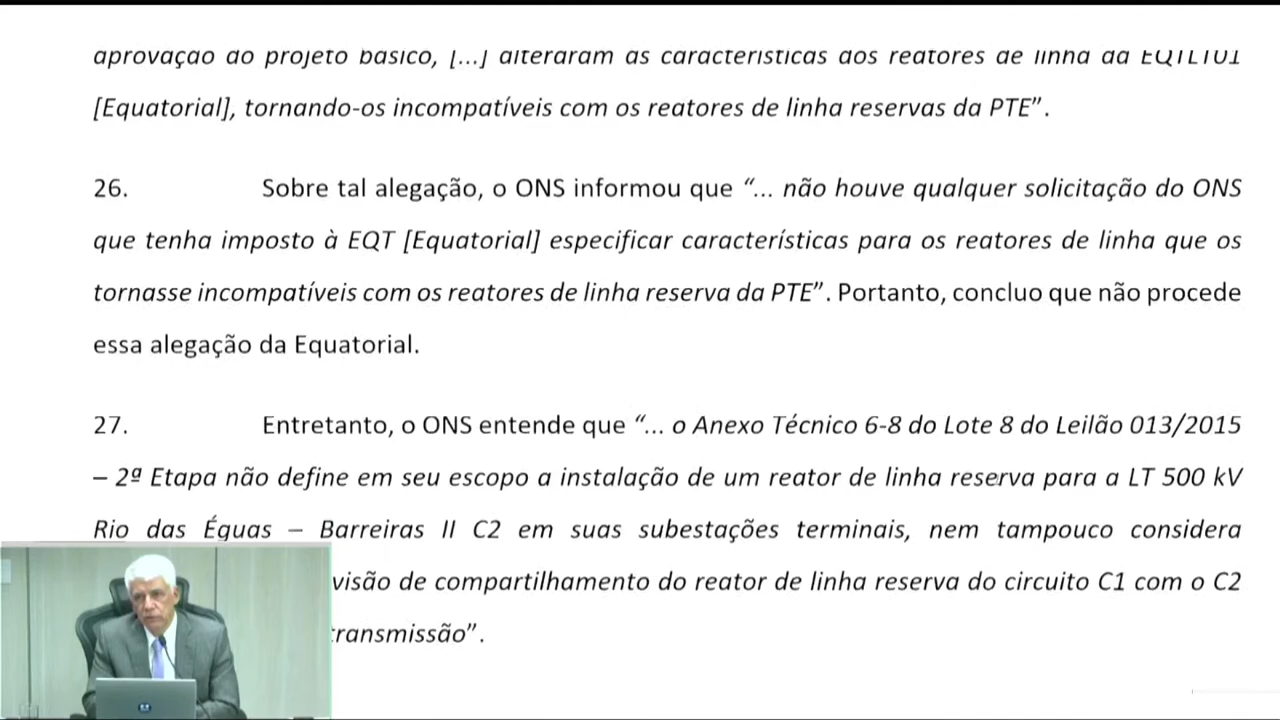 aprovação do projeto básico, [...] alteraram as características dos reatores de linha da EQTLT01
[Equatorial], tornando-os incompatíveis com os reatores de linha reservas da PTE”.
26. Sobre tal alegação, o ONS informou que “... não houve qualquer solicitação do ONS
que tenha imposto à EQT [Equatorial] especificar características para os reatores de linha que os
tornasse incompatíveis com os reatores de linha reserva da PTE”. Portanto, concluo que não procede
essa alegação da Equatorial.
27. Entretanto, o ONS entende que “... o Anexo Técnico 6-8 do Lote 8 do Leilão 013/2015
– 2ª Etapa não define em seu escopo a instalação de um reator de linha reserva para a LT 500 kV
Rio das Éguas – Barreiras II C2 em suas subestações terminais, nem tampouco considera
visão de compartilhamento do reator de linha reserva do circuito C1 com o C2
transmissão”.